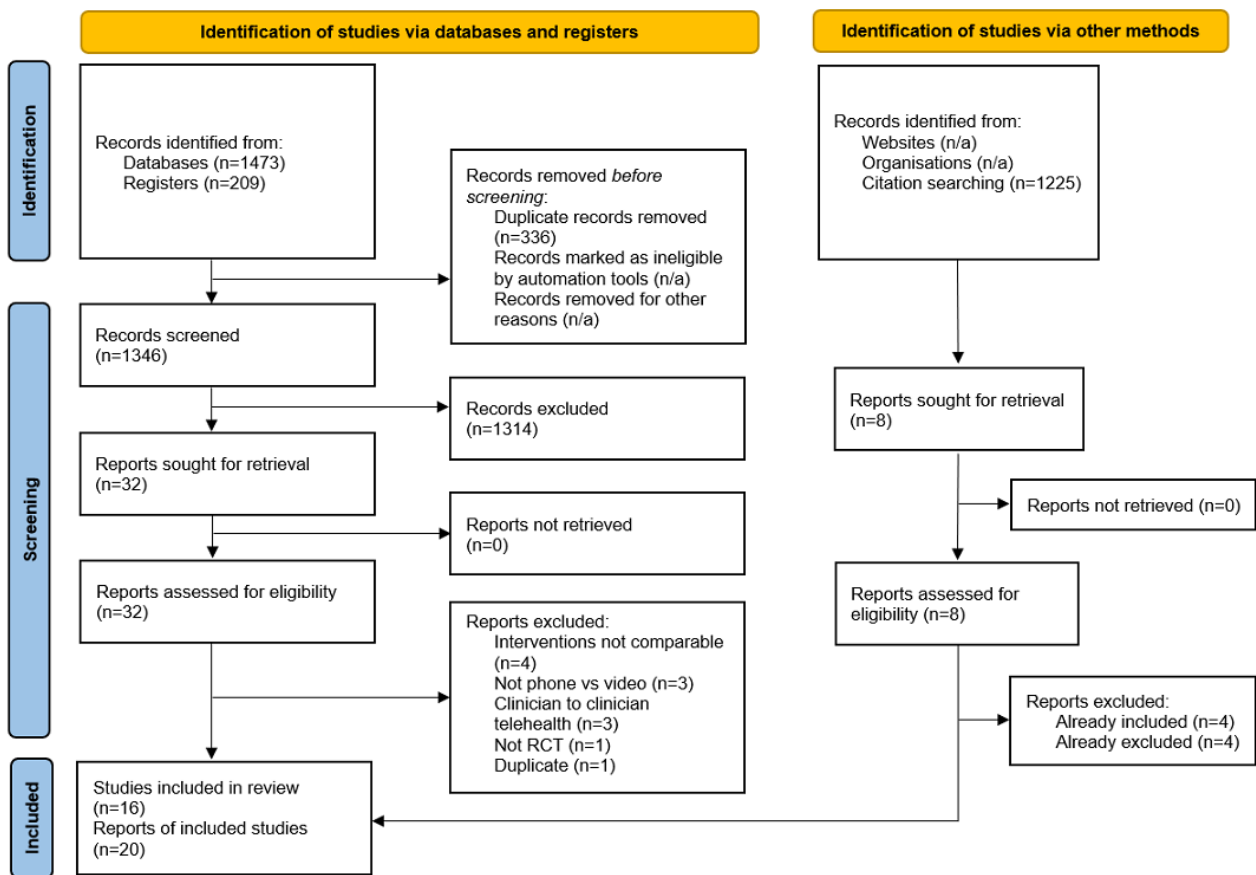 Identification of studies via databases and registers
Identification of studies via other methods
Identification
Records identified from:
Databases (n=1473)
Registers (n=209)
Records removed before
screening:
Duplicate records removed
(n=336)
Records marked as ineligible
by automation tools (n/a)
Records removed for other
reasons (n/a)
Records identified from:
Websites (n/a)
Organisations (n/a)
Citation searching (n=1225)
Screening
Records screened
(n=1346)
Records excluded
(n=1314)
Reports sought for retrieval
(n=32)
Reports not retrieved
(n=0)
Reports assessed for eligibility
(n=32)
Reports excluded:
Interventions not comparable
(n=4)
Not phone vs video (n=3)
Clinician to clinician
telehealth (n=3)
Not RCT (n=1)
Duplicate (n=1)
Reports sought for retrieval
(n=8)
Reports not retrieved (n=0)
Reports assessed for
eligibility (n=8)
Reports excluded:
Already included (n=4)
Already excluded (n=4)
Included
Studies included in review
(n=16)
Reports of included studies
(n=20)